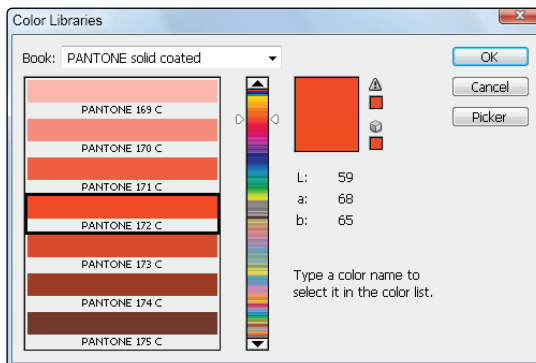 Color Libraries
Book: PANTONE solid coated
OK
Cancel
Picker
PANTONE 169 C
PANTONE 170 C
PANTONE 171 C
PANTONE 172 C
PANTONE 173 C
PANTONE 174 C
PANTONE 175 C
L: 59
a: 68
b: 65
Type a color name to
select it in the color list.